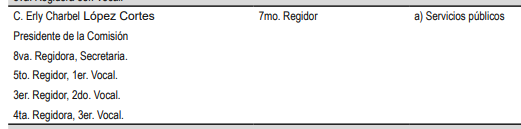 C. Erly Charbel López Cortes 7mo. Regidor a) Servicios públicos
Presidente de la Comisión
8va. Regidora, Secretaria.
5to. Regidor, 1er. Vocal.
3er. Regidor, 2do. Vocal.
4ta. Regidora, 3er. Vocal.